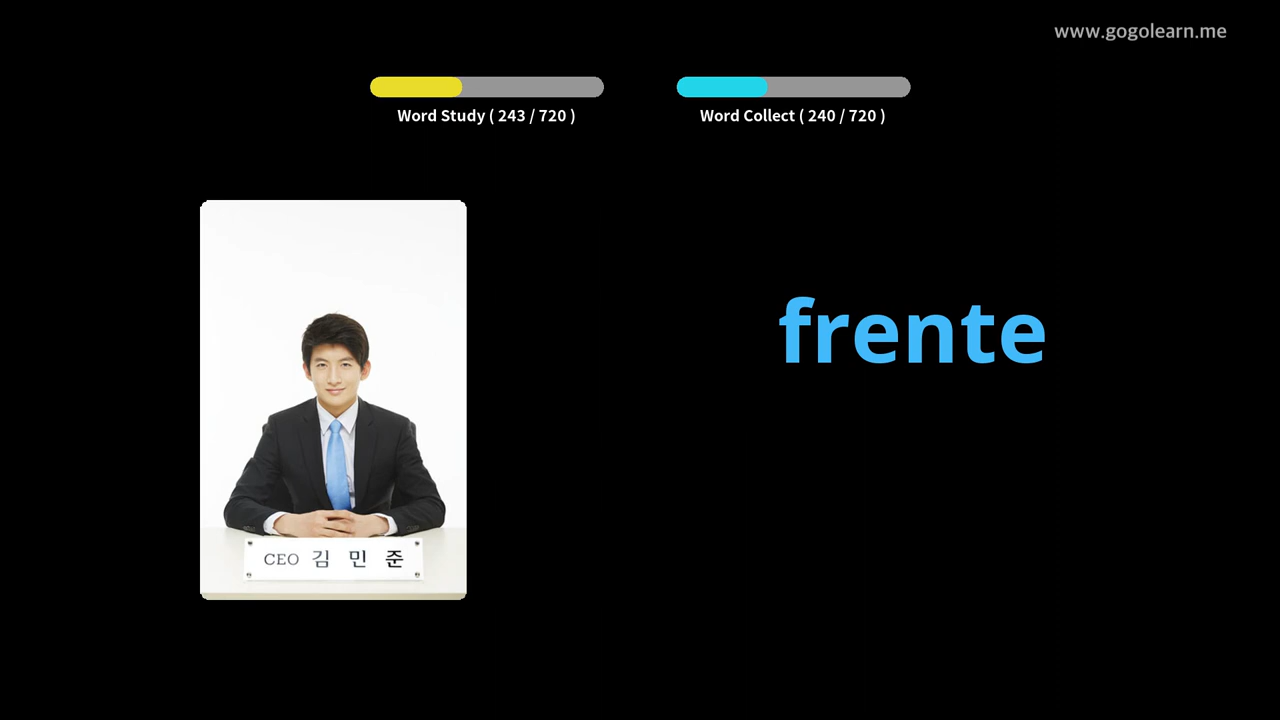 www.gogolearn.me
Word Study ( 243 / 720 )
Word Collect ( 240 / 720 )
frente
CEO 김 민 준